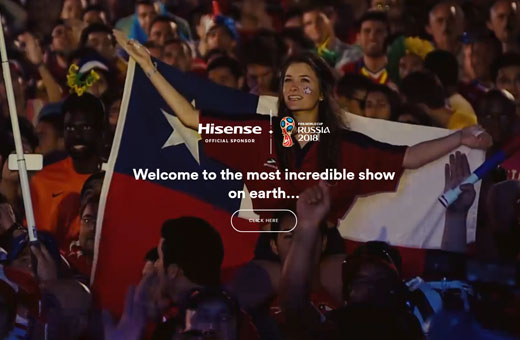 Hisense
OFFICIAL SPONSOR
FIFA WORLD CUP
RUSSIA
2018
Welcome to the most incredible show
on earth...
CLICK HERE